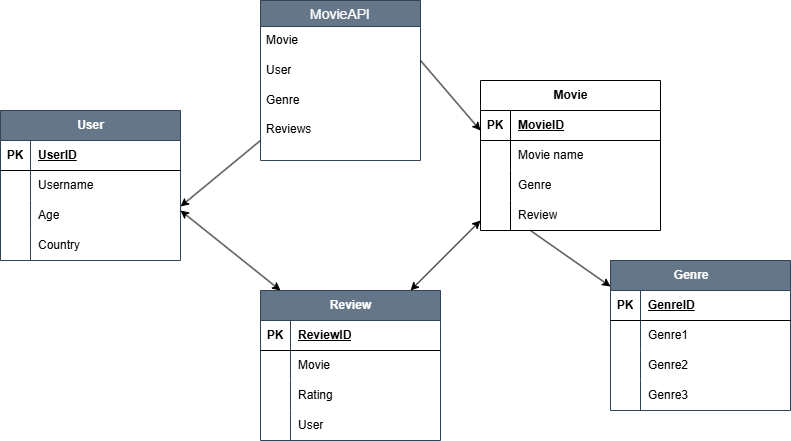 MovieAPI
Movie
User
Genre
Reviews
User
PK UserID
Username
Age
Country
Movie
PK MovieID
Movie name
Genre
Review
Review
PK ReviewID
Movie
Rating
User
Genre
PK GenreID
Genre1
Genre2
Genre3